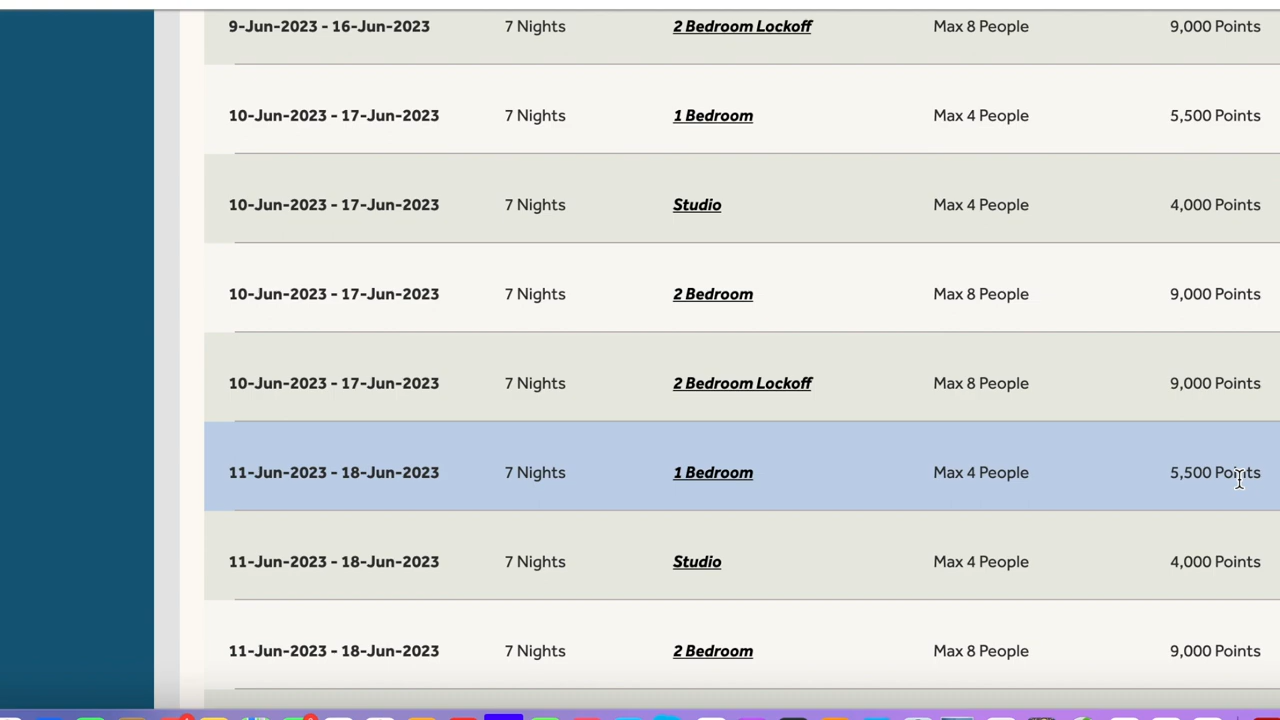 9-Jun-2023 - 16-Jun-2023 7 Nights 2 Bedroom Lockoff Max 8 People 9,000 Points
10-Jun-2023 - 17-Jun-2023 7 Nights 1 Bedroom Max 4 People 5,500 Points
10-Jun-2023 - 17-Jun-2023 7 Nights Studio Max 4 People 4,000 Points
10-Jun-2023 - 17-Jun-2023 7 Nights 2 Bedroom Max 8 People 9,000 Points
10-Jun-2023 - 17-Jun-2023 7 Nights 2 Bedroom Lockoff Max 8 People 9,000 Points
11-Jun-2023 - 18-Jun-2023 7 Nights 1 Bedroom Max 4 People 5,500 Points
11-Jun-2023 - 18-Jun-2023 7 Nights Studio Max 4 People 4,000 Points
11-Jun-2023 - 18-Jun-2023 7 Nights 2 Bedroom Max 8 People 9,000 Points